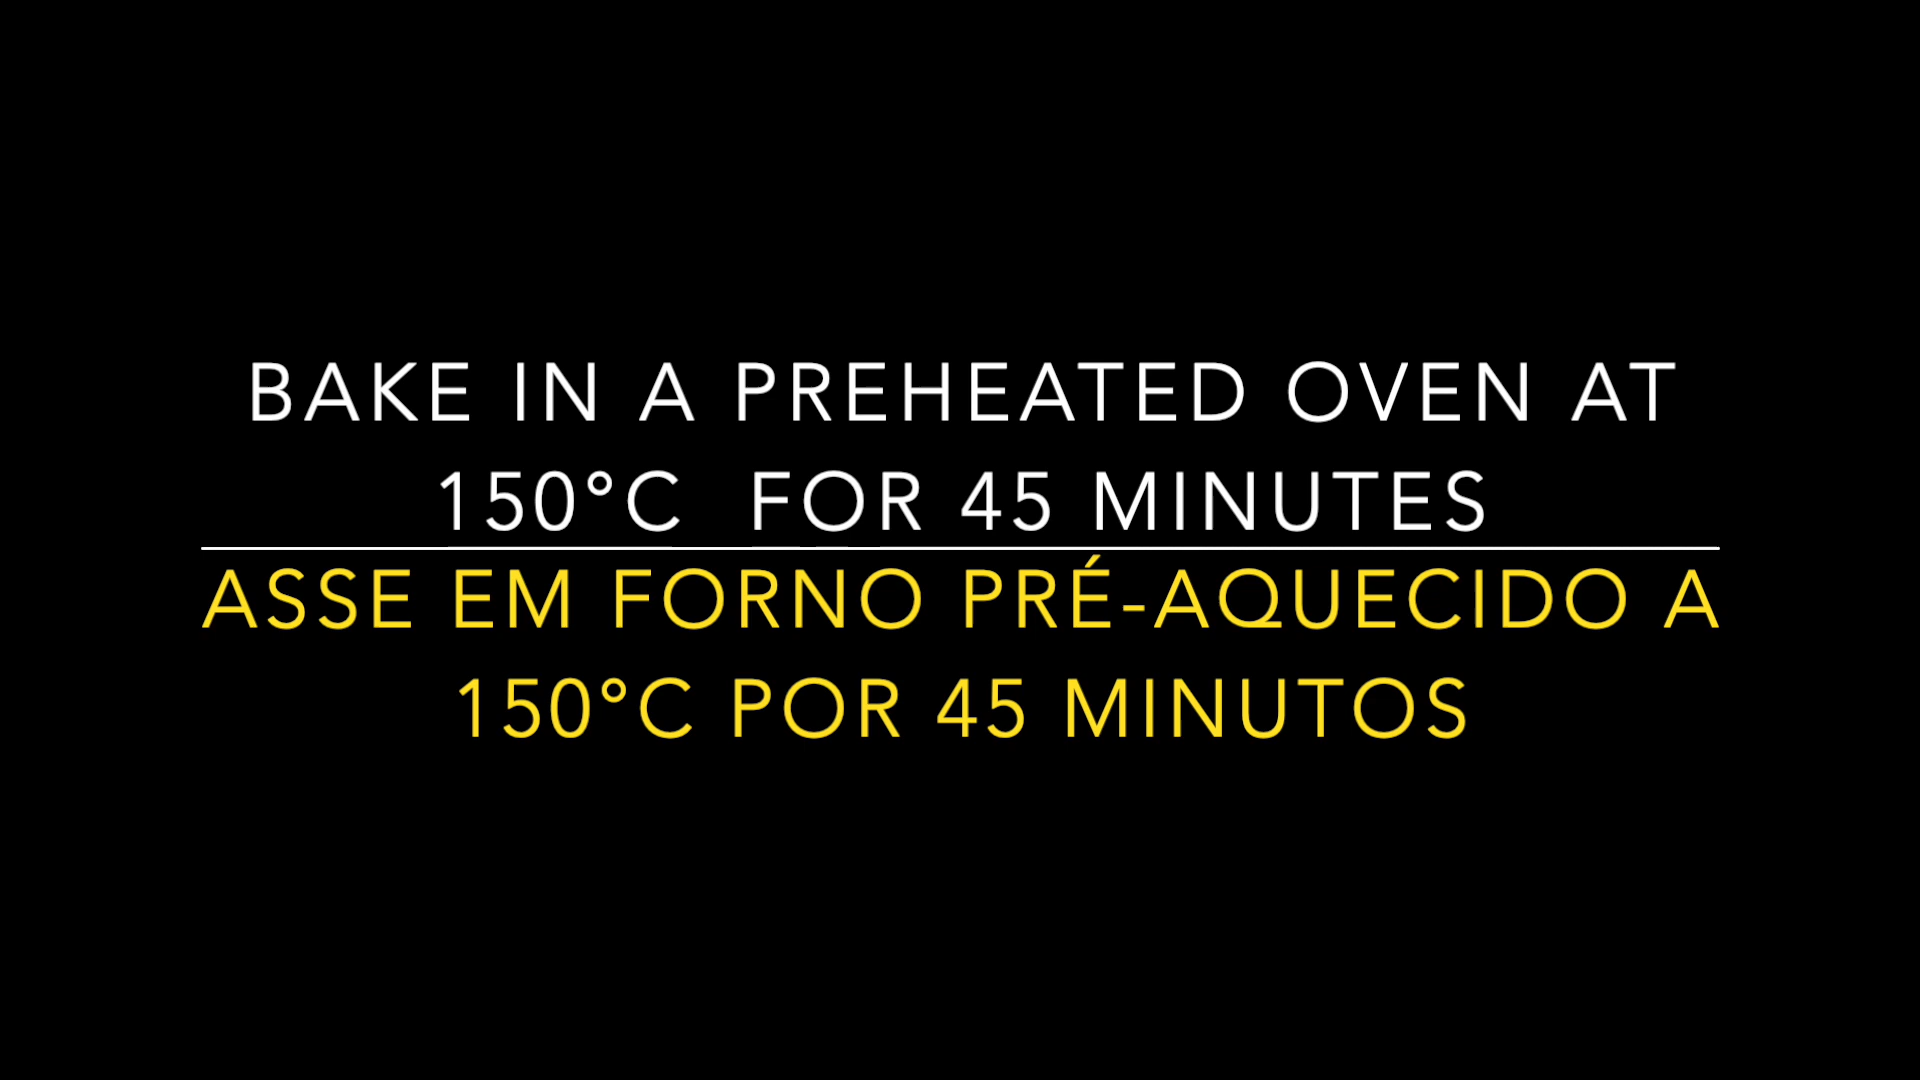 BAKE IN A PREHEATED OVEN AT
150°C  FOR 45 MINUTES
ASSE EM FORNO PRÉ-AQUECIDO A
150°C POR 45 MINUTOS